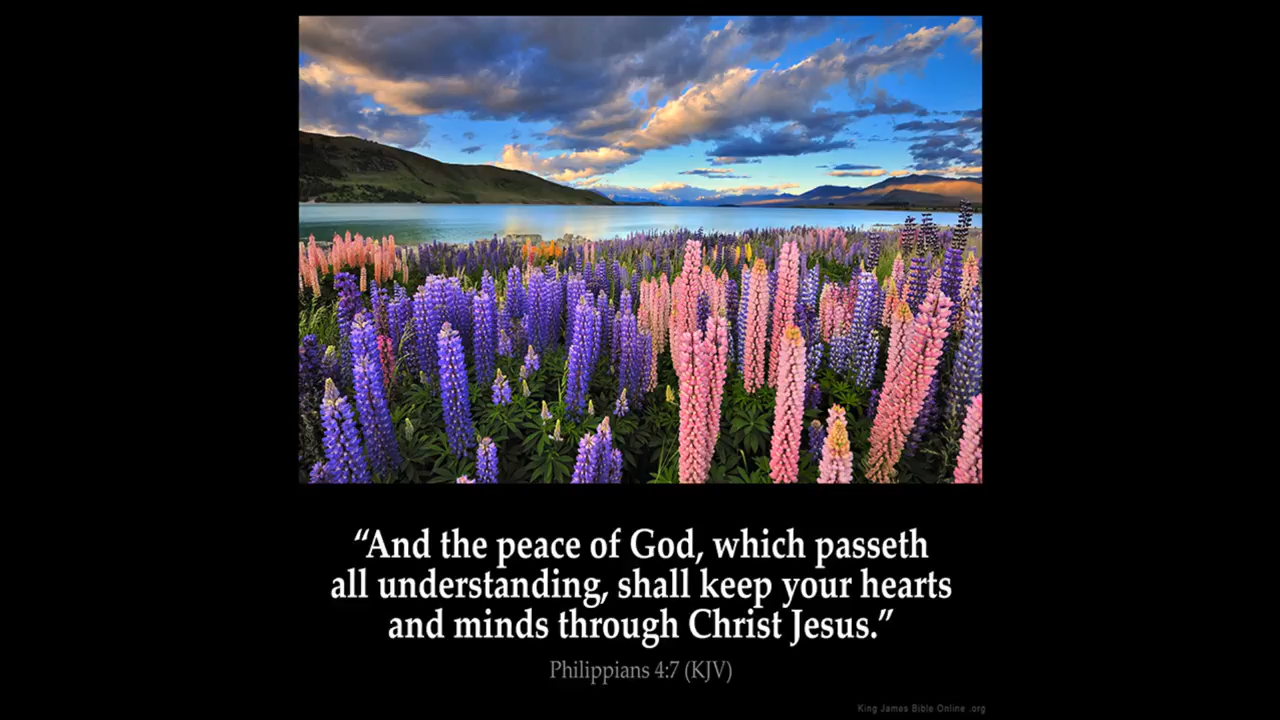 “And the peace of God, which passeth
all understanding, shall keep your hearts
and minds through Christ Jesus.”
Philippians 4:7 (KJV)
King James Bible Online .org